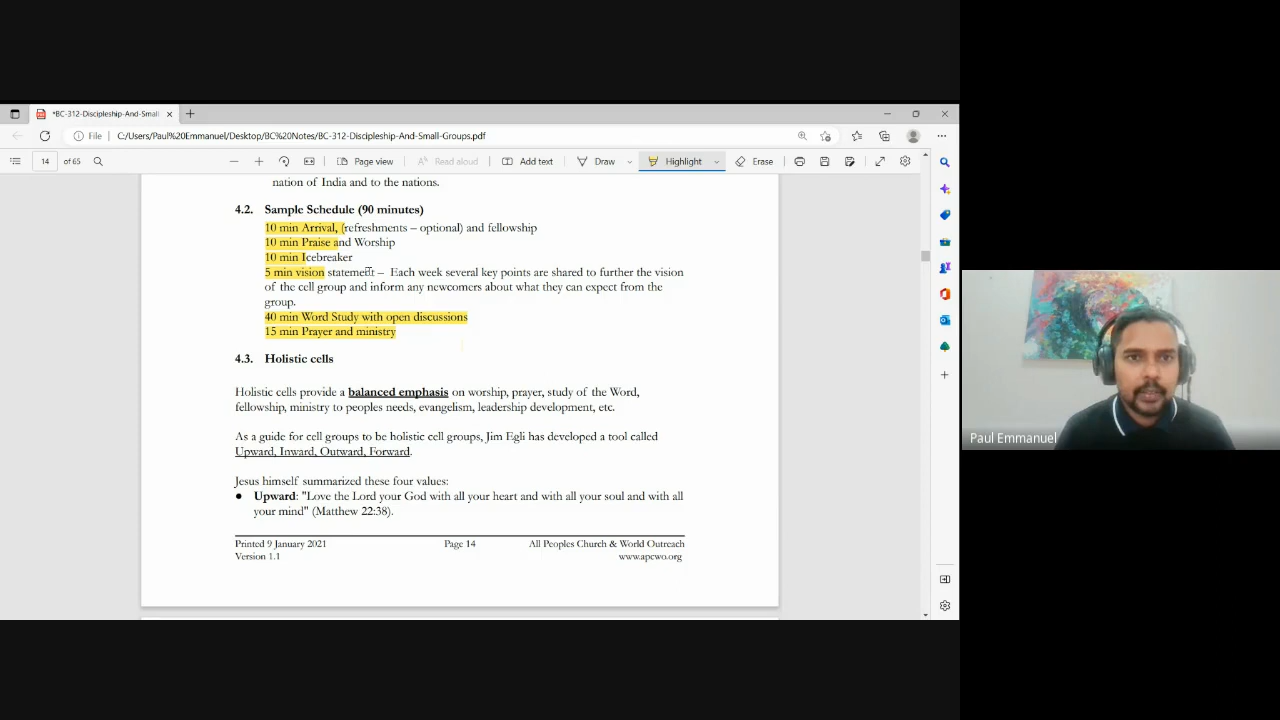 *BC-312-Discipleship-And-Small
File
C:/Users/Paul%20Emmanuel/Desktop/BC%20Notes/BC-312-Discipleship-And-Small-Groups.pdf
14 of 65
Page view
Read aloud
Add text
Draw
Highlight
Erase
nation of India and to the nations.
4.2. Sample Schedule (90 minutes)
10 min Arrival, (refreshments – optional) and fellowship
10 min Praise and Worship
10 min Icebreaker
5 min vision statement – Each week several key points are shared to further the vision
of the cell group and inform any newcomers about what they can expect from the
group.
40 min Word Study with open discussions
15 min Prayer and ministry
4.3. Holistic cells
Holistic cells provide a balanced emphasis on worship, prayer, study of the Word,
fellowship, ministry to peoples needs, evangelism, leadership development, etc.
As a guide for cell groups to be holistic cell groups, Jim Egli has developed a tool called
Upward, Inward, Outward, Forward.
Jesus himself summarized these four values:
● Upward: "Love the Lord your God with all your heart and with all your soul and with all
your mind" (Matthew 22:38).
Printed 9 January 2021 Page 14 All Peoples Church & World Outreach
Version 1.1 www.apcwo.org
Paul Emmanuel